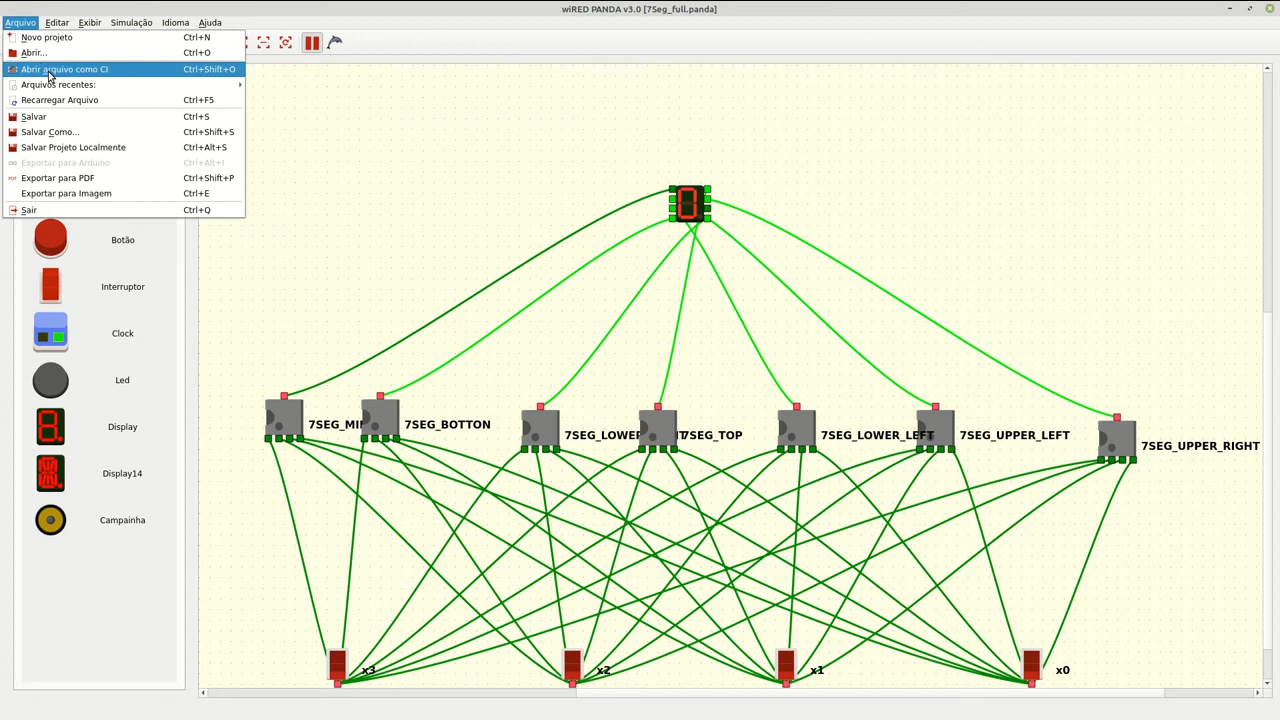 wiRED PANDA v3.0 [7Seg_full.panda]
Arquivo Editar Exibir Simulação Idioma Ajuda
Novo projeto Ctrl+N
Abrir... Ctrl+O
Abrir arquivo como CI Ctrl+Shift+O
Arquivos recentes:
Recarregar Arquivo Ctrl+F5
Salvar Ctrl+S
Salvar Como... Ctrl+Shift+S
Salvar Projeto Localmente Ctrl+Alt+S
Exportar para Arduino Ctrl+Alt+I
Exportar para PDF Ctrl+Shift+P
Exportar para Imagem Ctrl+E
Sair Ctrl+Q
Botão
Interruptor
Clock
Led
Display
Display14
Campainha
7SEG_BOTTON
7SEG_TOP
7SEG_LOWER_LEFT
7SEG_UPPER_LEFT
7SEG_UPPER_RIGHT
x3
x2
x1
x0